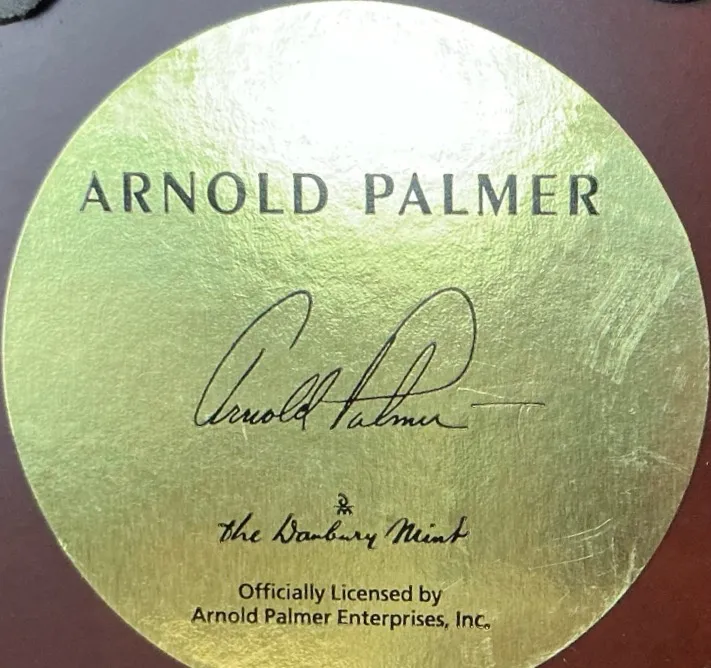 ARNOLD PALMER
Arnold Palmer
the Danbury Mint
Officially Licensed by
Arnold Palmer Enterprises, Inc.